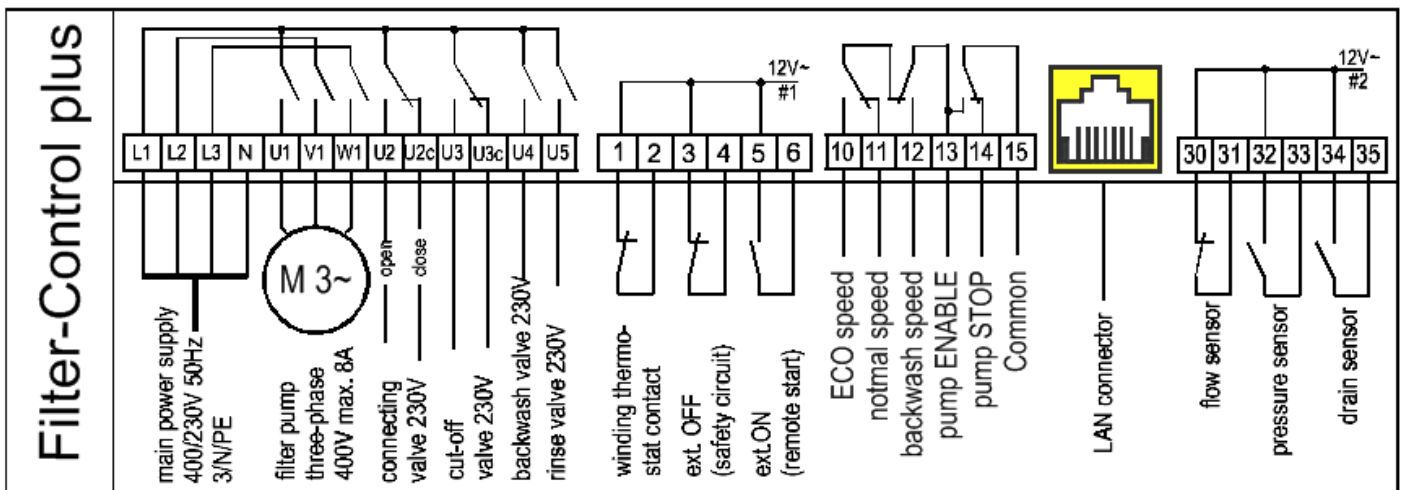 Filter-Control plus
12V~
#1
12V~
#2
L1 L2 L3 N U1 V1 W1 U2 U2c U3 U3c U4 U5
1 2 3 4 5 6
10 11 12 13 14 15
30 31 32 33 34 35
M 3~
main power supply
400/230V 50Hz
3/N/PE
filter pump
three-phase
400V max. 8A
open
close
connecting
valve 230V
cut-off
valve 230V
backwash valve 230V
rinse valve 230V
winding thermo-
stat contact
ext. OFF
(safety circuit)
ext.ON
(remote start)
ECO speed
notmal speed
backwash speed
pump ENABLE
pump STOP
Common
LAN connector
flow sensor
pressure sensor
drain sensor